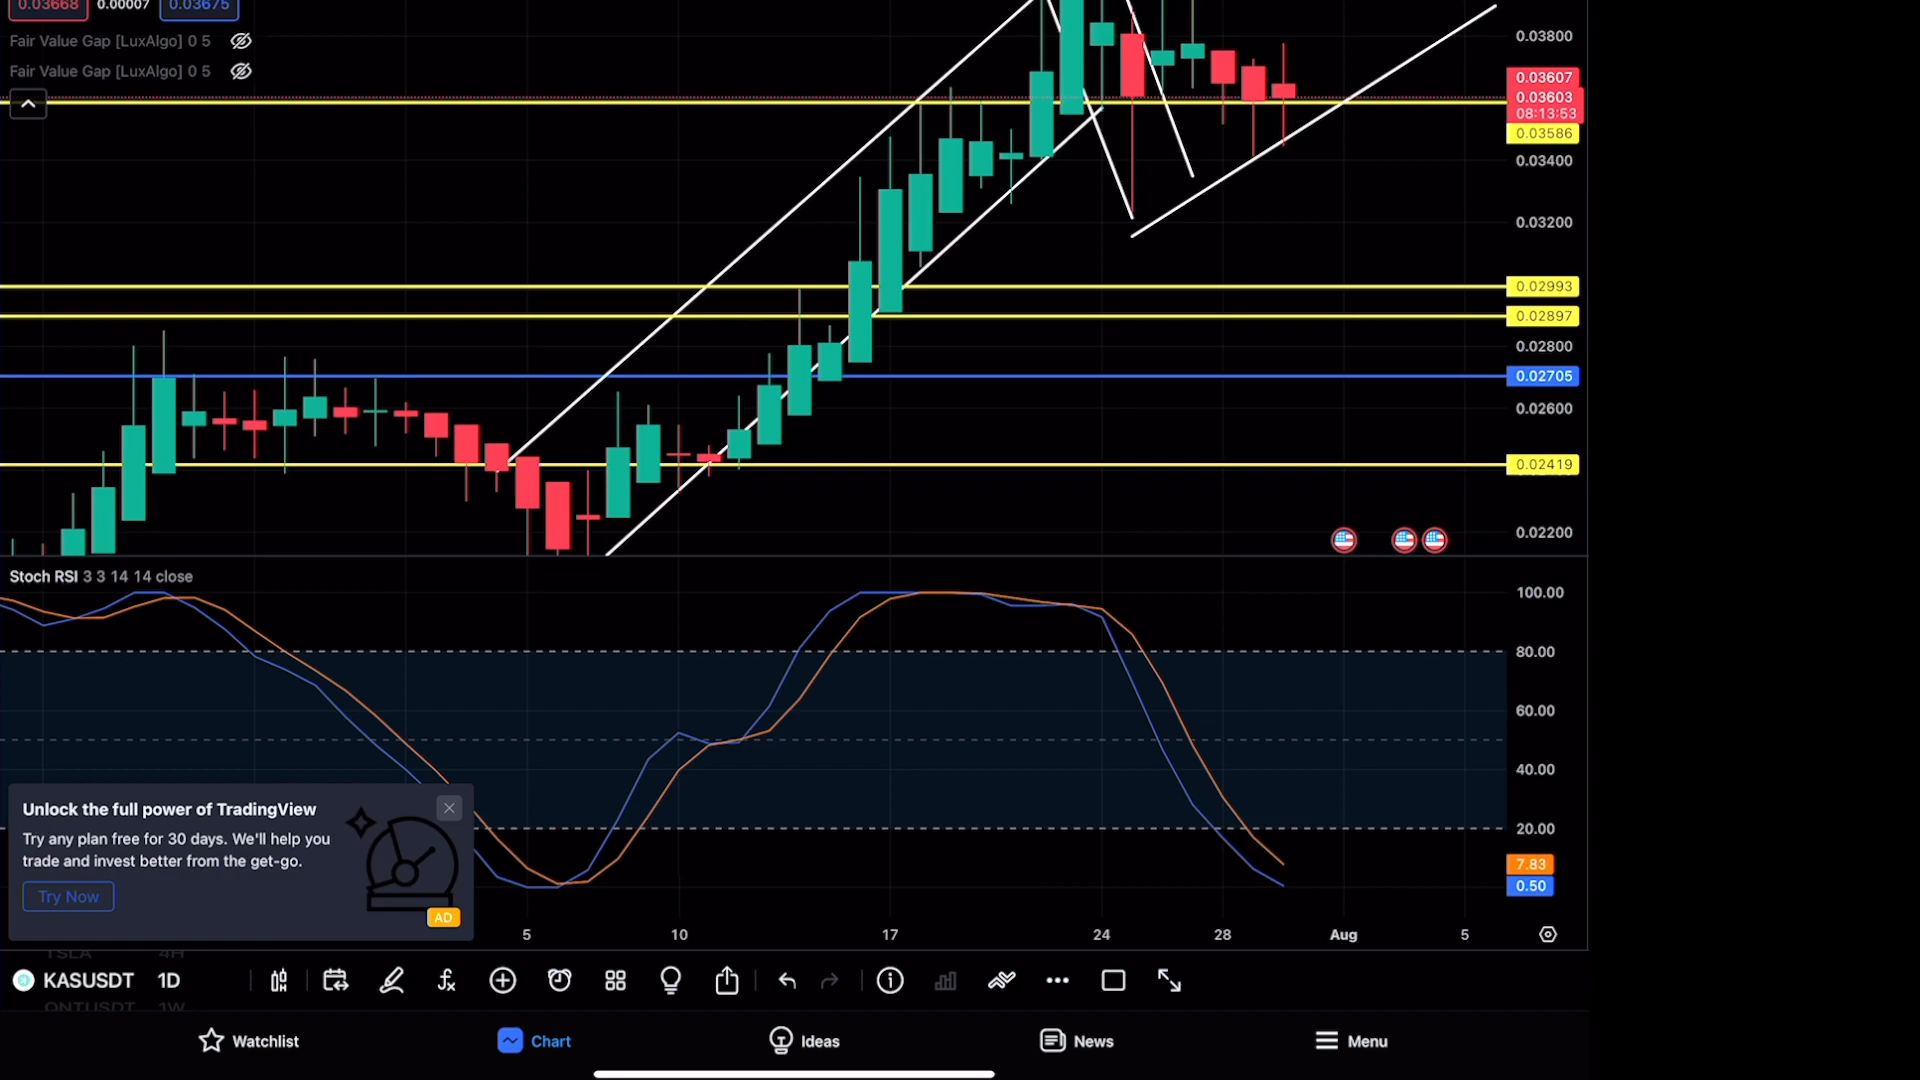 0.03668 0.00007 0.03675
Fair Value Gap [LuxAlgo] 0 5
Fair Value Gap [LuxAlgo] 0 5
0.03800
0.03607
0.03603
08:13:53
0.03586
0.03400
0.03200
0.02993
0.02897
0.02800
0.02705
0.02600
0.02419
0.02200
Stoch RSI 3 3 14 14 close
100.00
80.00
60.00
40.00
20.00
7.83
0.50
Unlock the full power of TradingView
Try any plan free for 30 days. We'll help you
trade and invest better from the get-go.
Try Now
AD
5 10 17 24 28 Aug 5
TSLA 4H
KASUSDT 1D
ONTUSDT 1W
Watchlist Chart Ideas News Menu